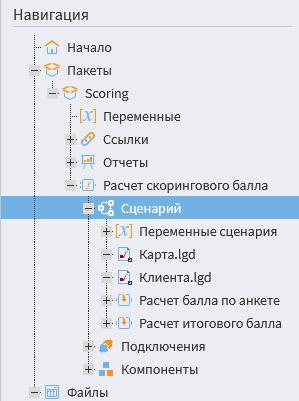 Навигация
Начало
Пакеты
Scoring
Переменные
Ссылки
Отчеты
Расчет скорингового балла
Сценарий
Переменные сценария
Карта.lgd
Клиента.lgd
Расчет балла по анкете
Расчет итогового балла
Подключения
Компоненты
Файлы